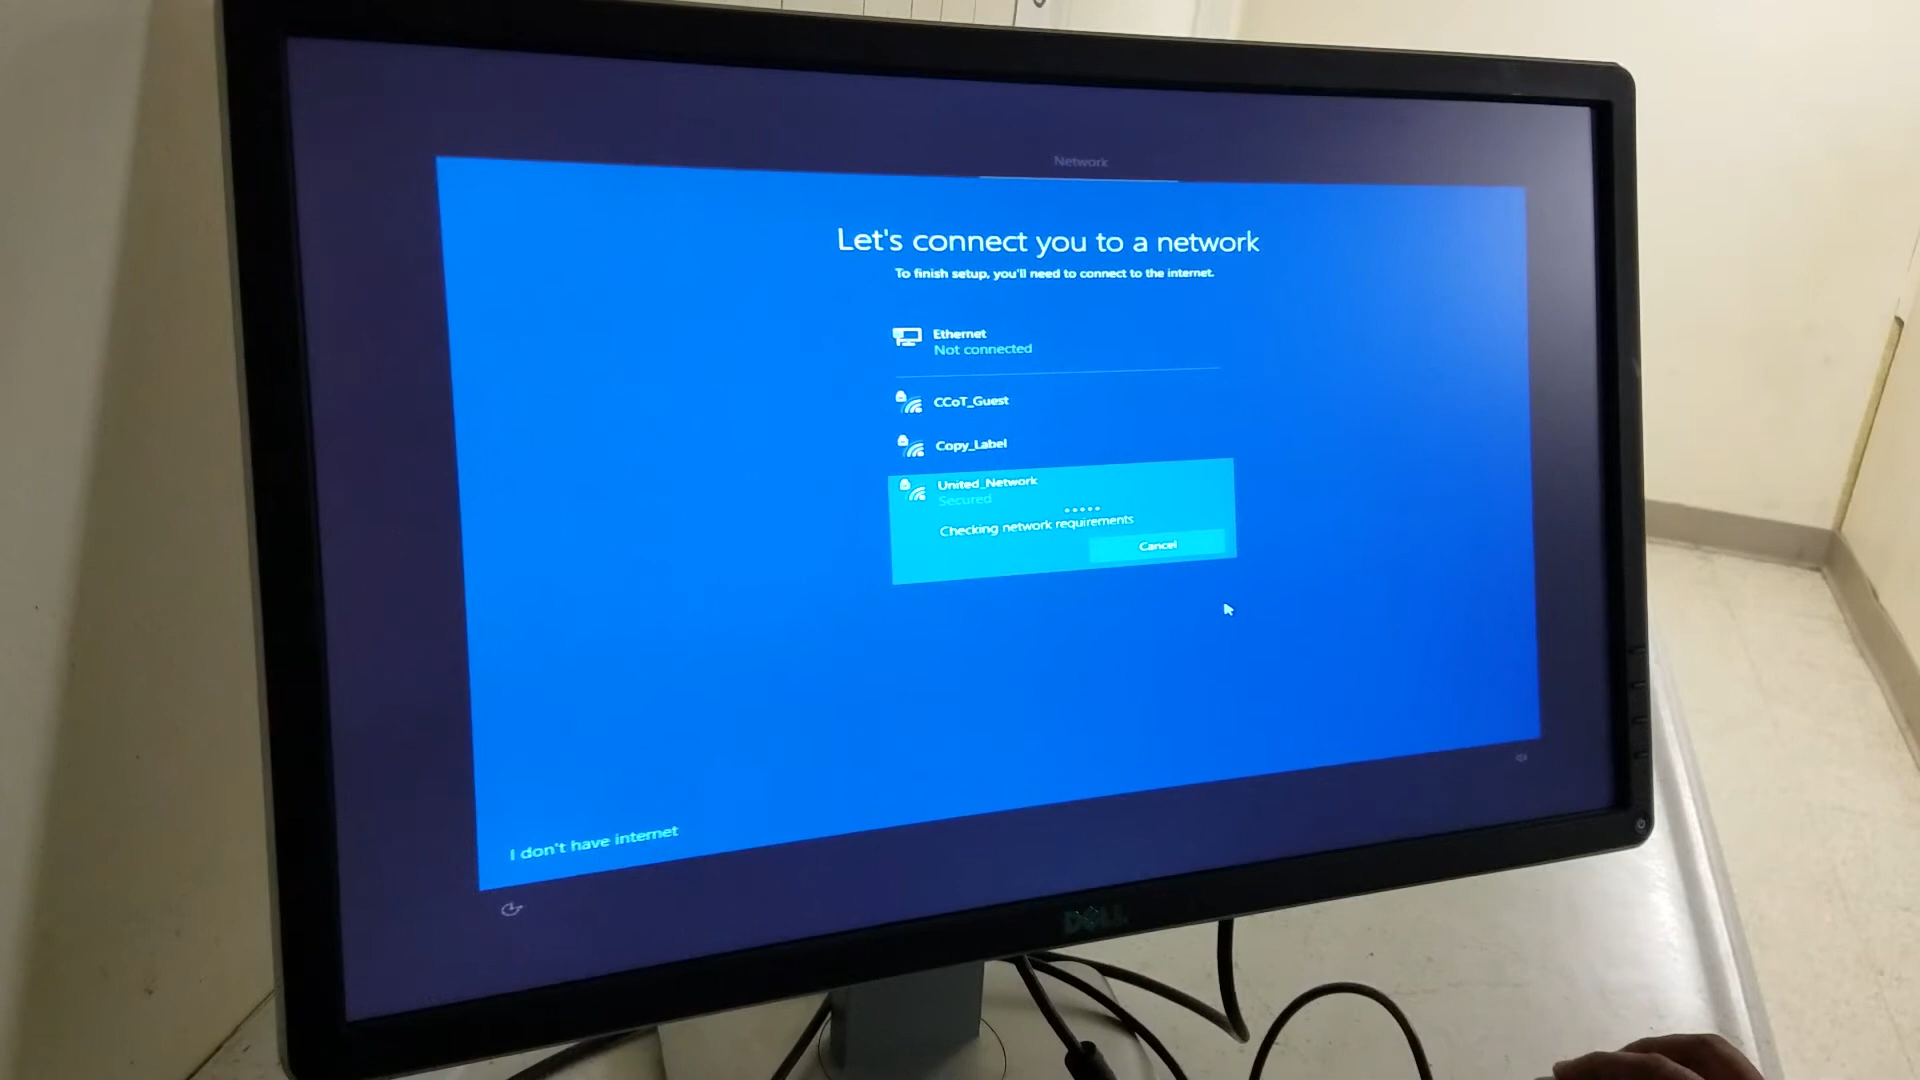 Network
Let's connect you to a network
To finish setup, you'll need to connect to the internet.
Ethernet
Not connected
CCoT_Guest
Copy_Label
United_Network
Secured
Checking network requirements
Cancel
I don't have internet
DELL